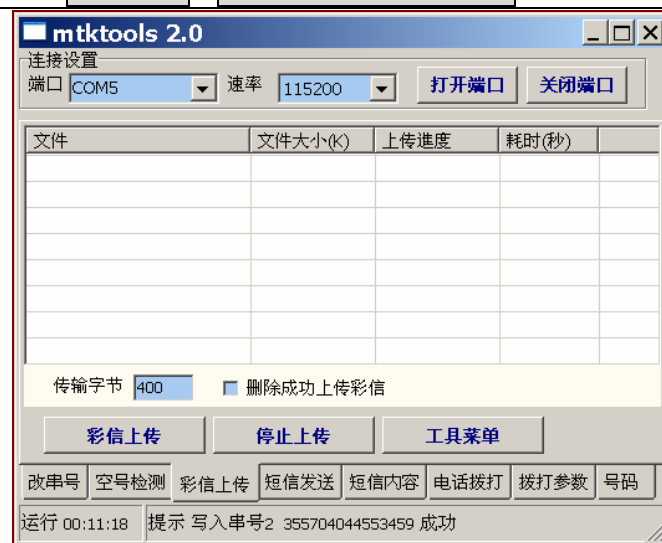 mtktools 2.0
连接设置
端口 COM5 速率 115200 打开端口 关闭端口
文件 文件大小(K) 上传進度 耗时(秒)
传输字节 400 删除成功上传彩信
彩信上传 停止上传 工具菜单
改串号 空号检测 彩信上传 短信发送 短信内容 电话拨打 拨打参数 号码
运行 00:11:18 提示 写入串号2 355704044553459 成功